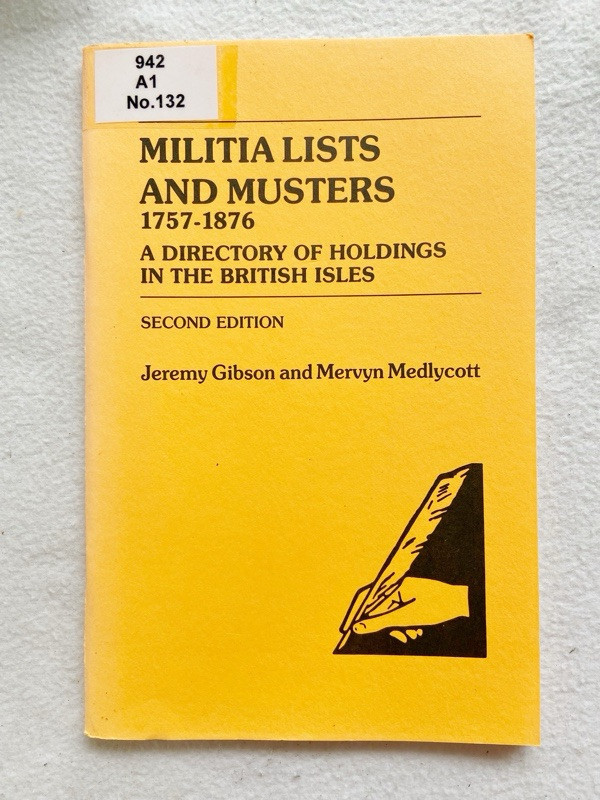 942
A1
No.132
MILITIA LISTS
AND MUSTERS
1757-1876
A DIRECTORY OF HOLDINGS
IN THE BRITISH ISLES
SECOND EDITION
Jeremy Gibson and Mervyn Medlycott